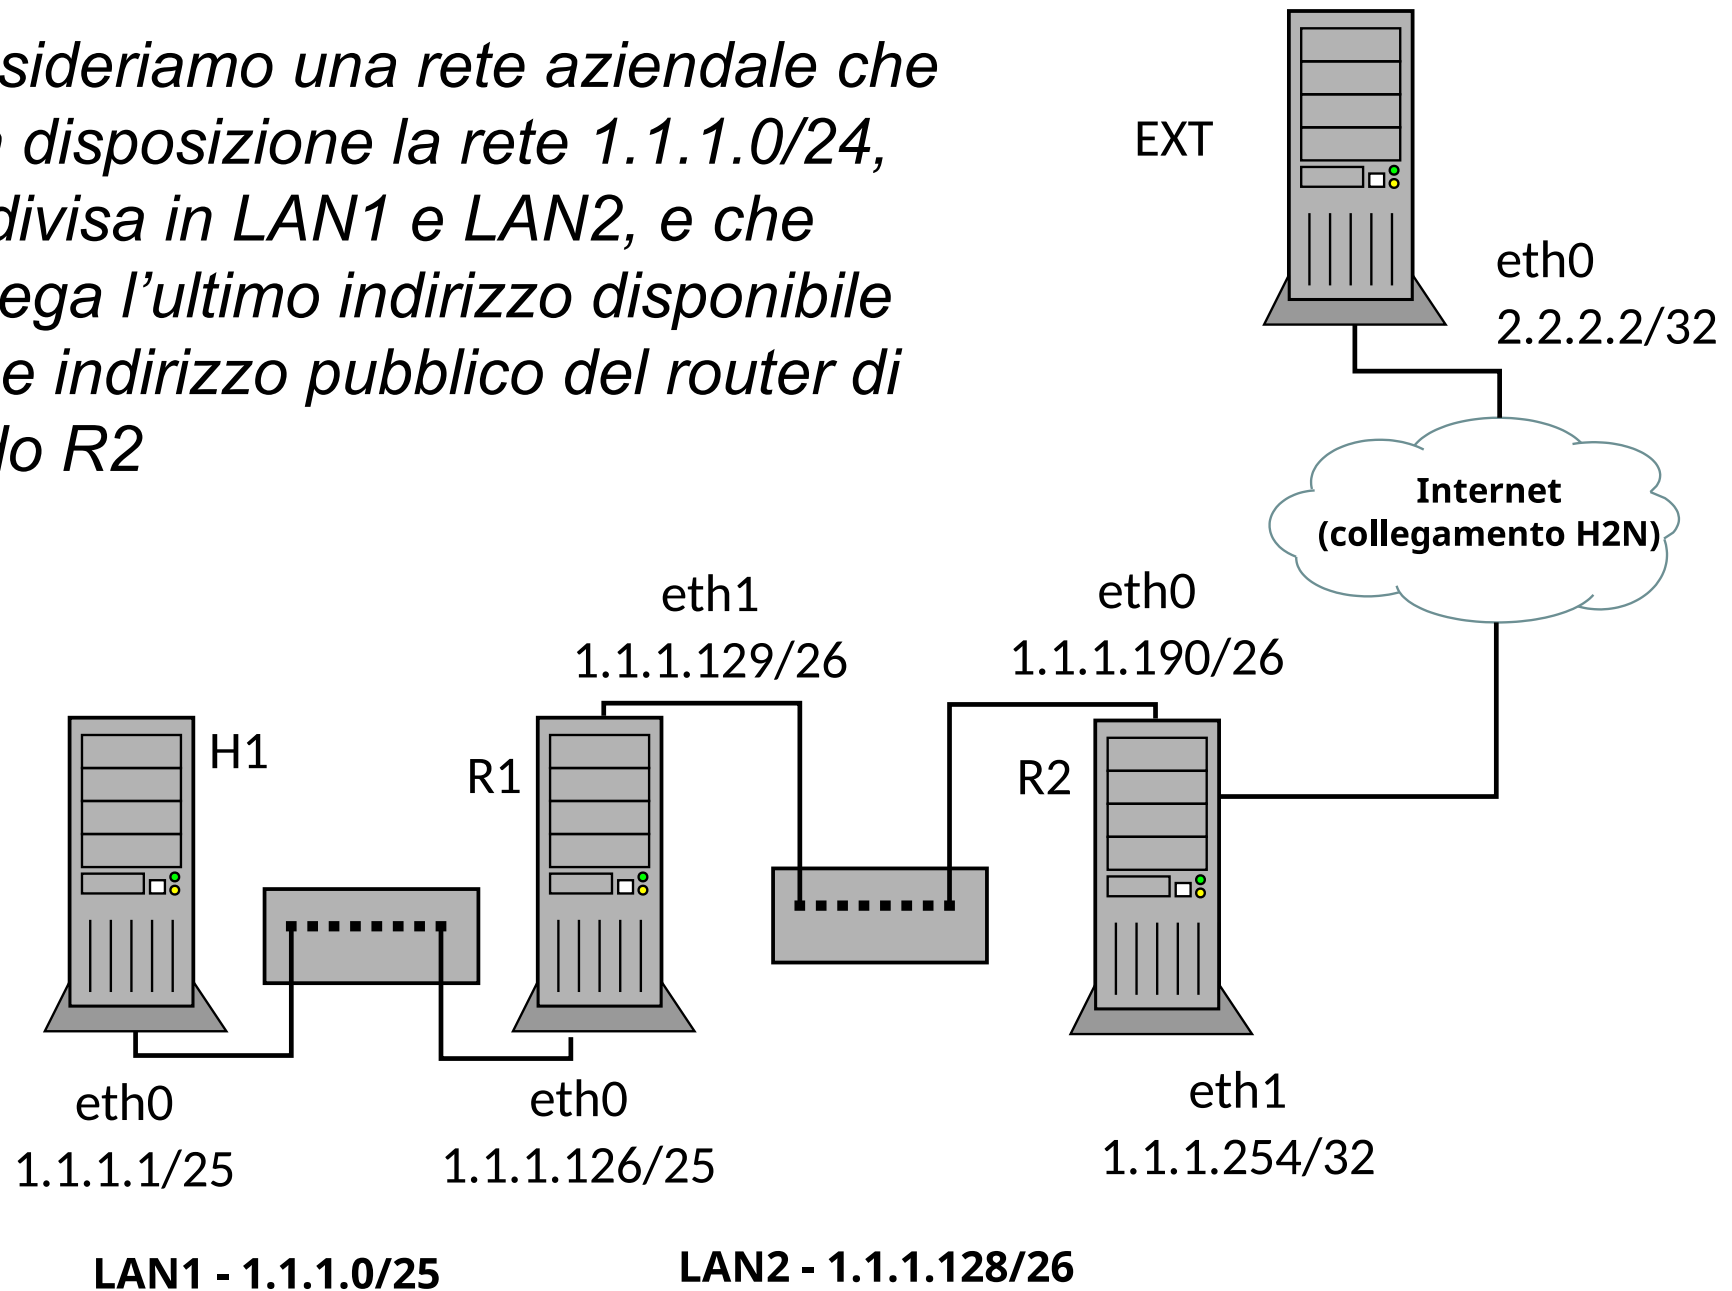 sideriamo una rete aziendale che
disposizione la rete 1.1.1.0/24,
divisa in LAN1 e LAN2, e che
ega l’ultimo indirizzo disponibile
e indirizzo pubblico del router di
do R2
EXT
eth0
2.2.2.2/32
Internet
(collegamento H2N)
eth1
1.1.1.129/26
eth0
1.1.1.190/26
H1
R1
R2
eth0
1.1.1.1/25
eth0
1.1.1.126/25
eth1
1.1.1.254/32
LAN1 - 1.1.1.0/25
LAN2 - 1.1.1.128/26